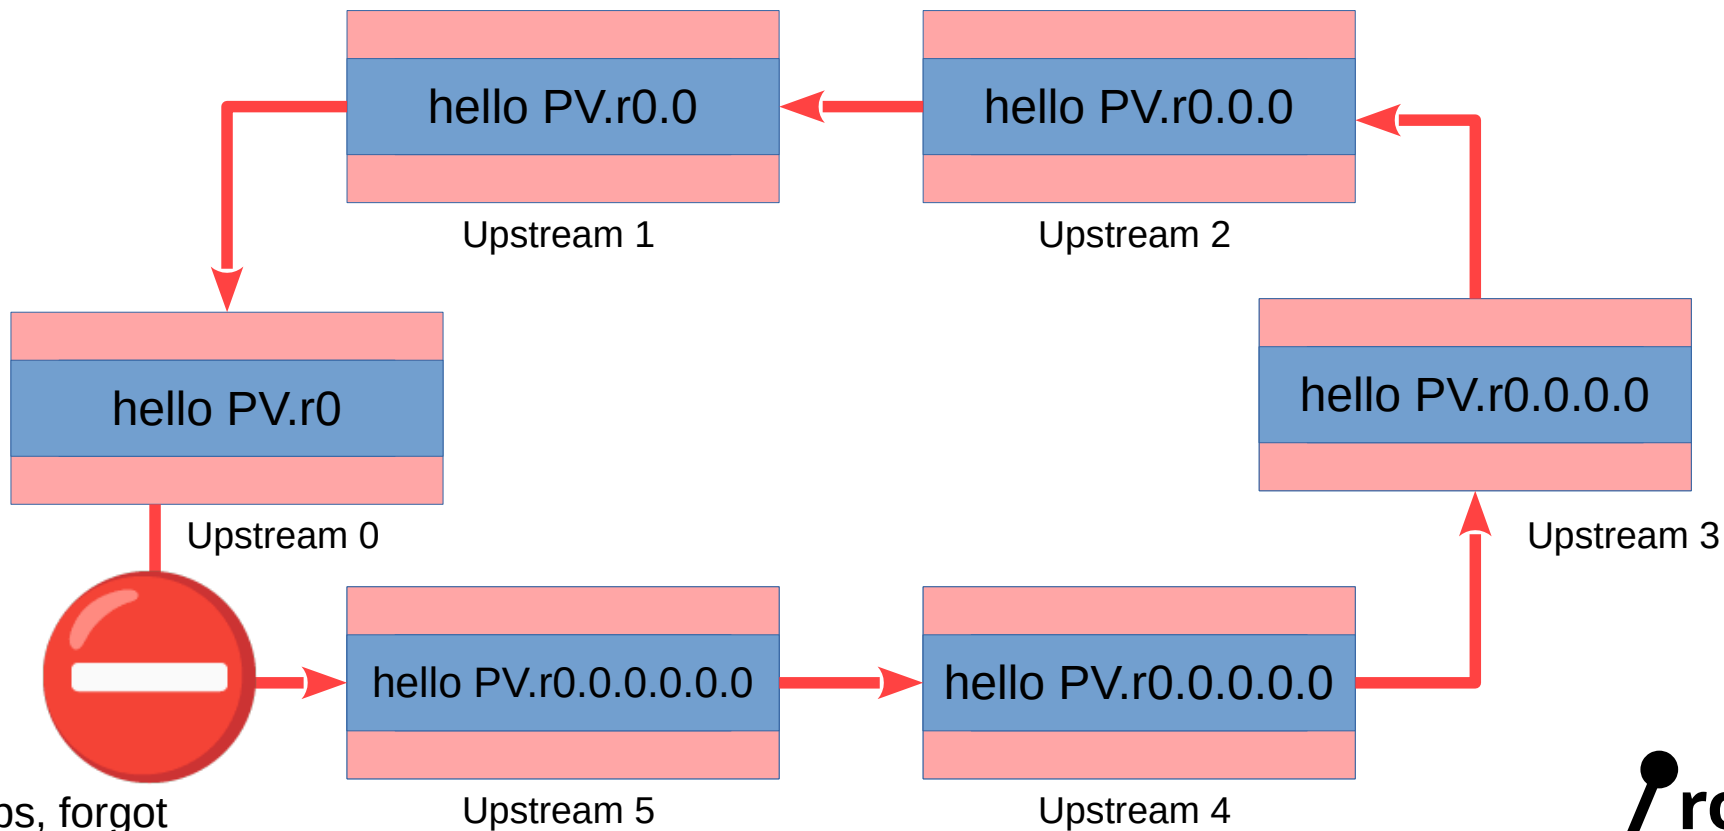 hello PV.r0.0
hello PV.r0.0.0
Upstream 1
Upstream 2
hello PV.r0
hello PV.r0.0.0.0
Upstream 0
Upstream 3
hello PV.r0.0.0.0.0.0
hello PV.r0.0.0.0.0
Upstream 5
Upstream 4
forgot